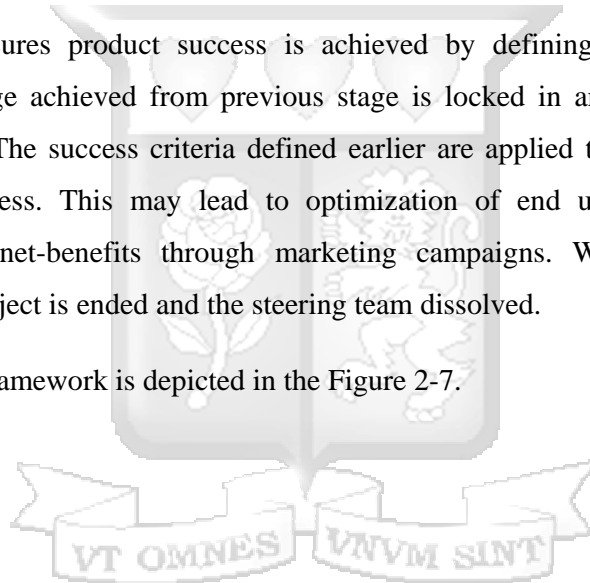 ures product success is achieved by defining
ge achieved from previous stage is locked in a
The success criteria defined earlier are applied t
ess. This may lead to optimization of end u
net-benefits through marketing campaigns. W
ject is ended and the steering team dissolved.
ramework is depicted in the Figure 2-7.
VT OMNES VNVM SINT